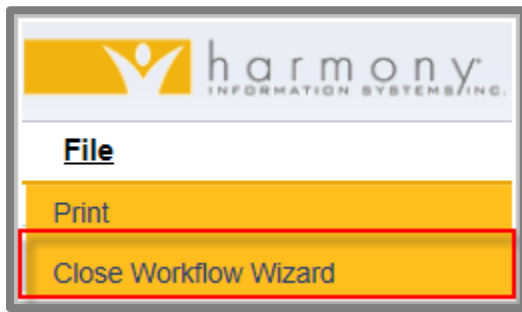 harmony
INFORMATION SYSTEMS, INC.
File
Print
Close Workflow Wizard